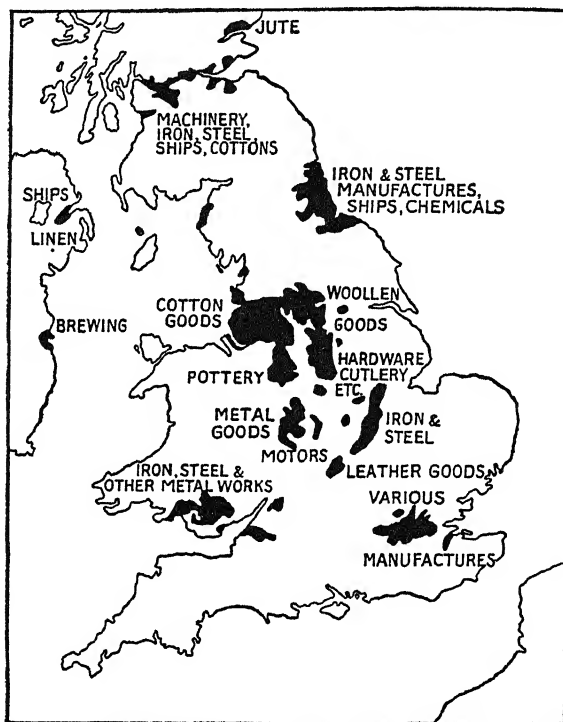 JUTE
MACHINERY,
IRON, STEEL,
SHIPS, COTTONS
IRON & STEEL
MANUFACTURES,
SHIPS, CHEMICALS
SHIPS
LINEN
BREWING
COTTON
GOODS
WOOLLEN
GOODS
HARDWARE
CUTLERY
ETC.
POTTERY
METAL
GOODS
MOTORS
IRON &
STEEL
LEATHER GOODS
IRON, STEEL &
OTHER METAL WORKS
VARIOUS
MANUFACTURES